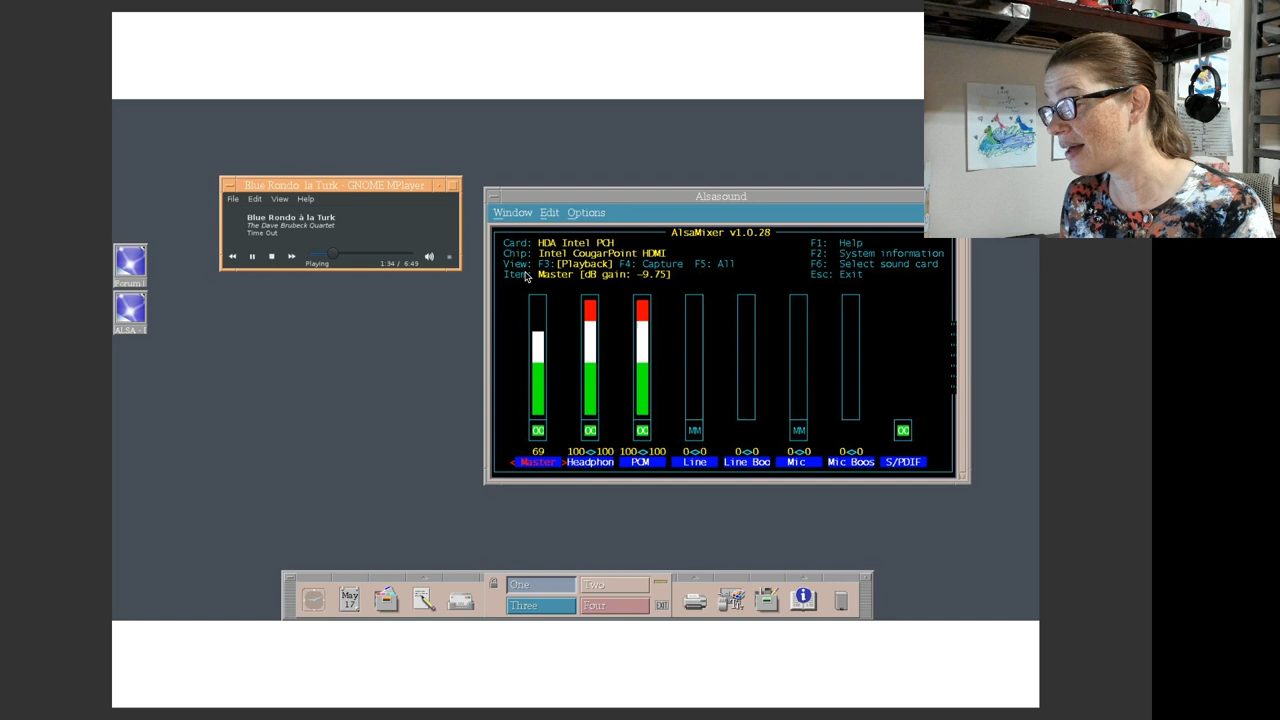 Blue Rondo la Turk - GNOME MPlayer
File Edit View Help
Blue Rondo à la Turk
The Dave Brubeck Quartet
Time Out
Playing 1:34 / 6:49
Forum
ALSA - I
Alsasound
Window Edit Options
AlsaMixer v1.0.28
Card: HDA Intel PCH F1: Help
Chip: Intel CougarPoint HDMI F2: System information
View: F3:[Playback] F4: Capture F5: All F6: Select sound card
Item: Master [dB gain: -9.75] Esc: Exit
OO OO OO MM MM OO
69 100<>100 100<>100 0<>0 0<>0 0<>0 0<>0
< Master > Headphon PCM Line Line Boo Mic Mic Boos S/PDIF
May 17
One Two
Three Four EXIT